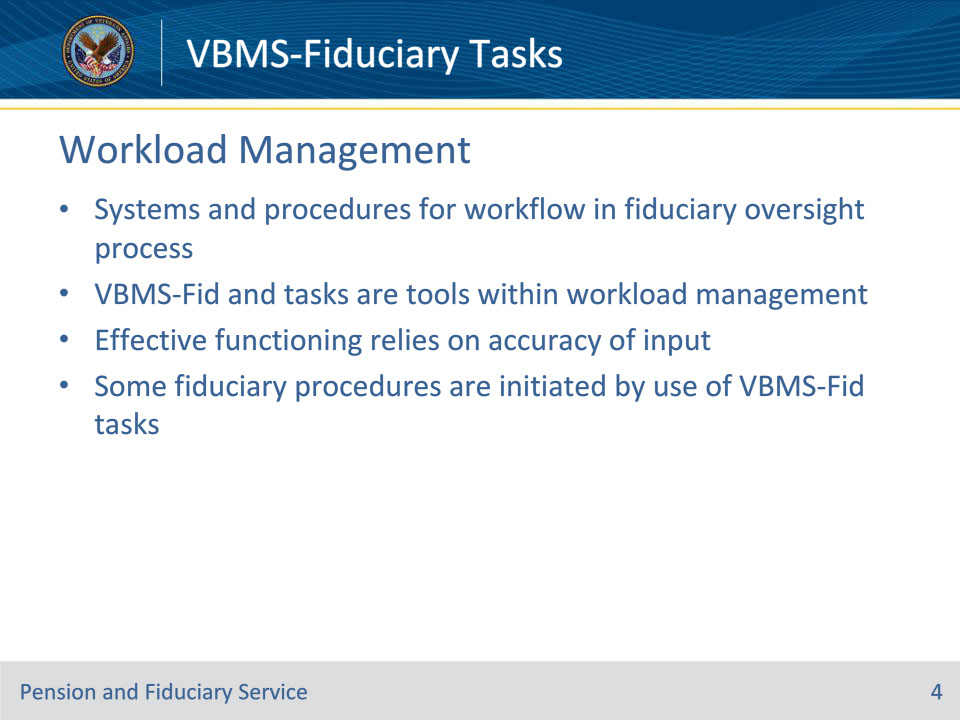 VBMS-Fiduciary Tasks
Workload Management
• Systems and procedures for workflow in fiduciary oversight
process
• VBMS-Fid and tasks are tools within workload management
• Effective functioning relies on accuracy of input
• Some fiduciary procedures are initiated by use of VBMS-Fid
tasks
Pension and Fiduciary Service
4